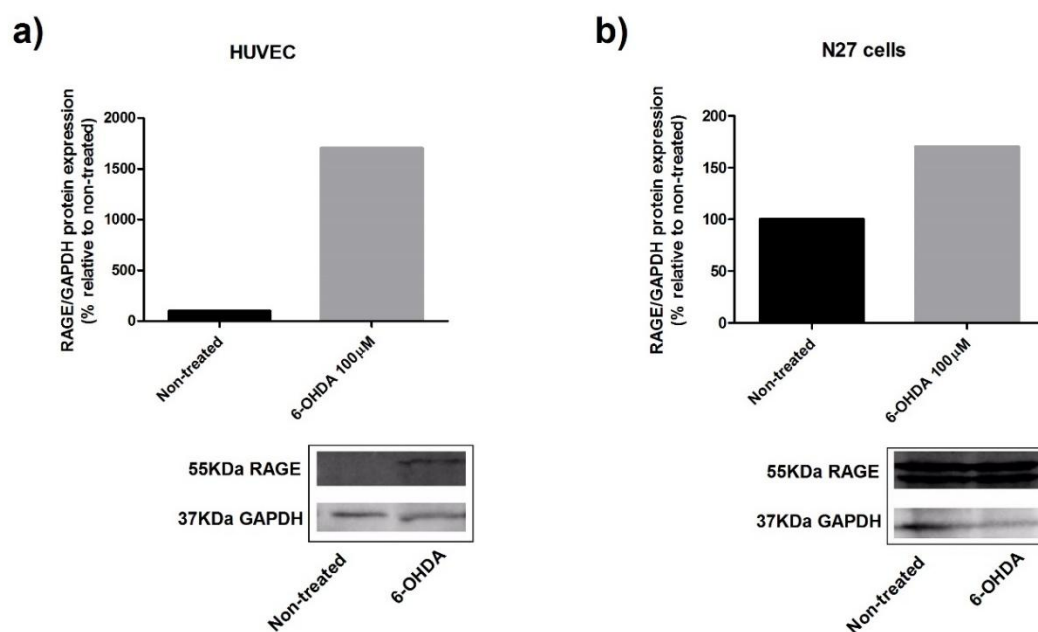 a)
HUVEC
RAGE/GAPDH protein expression
(% relative to non-treated)
2000
1500
1000
500
0
Non-treated
6-OHDA 100µM
55KDa RAGE
37KDa GAPDH
Non-treated
6-OHDA
b)
N27 cells
RAGE/GAPDH protein expression
(% relative to non-treated)
200
150
100
50
0
Non-treated
6-OHDA 100µM
55KDa RAGE
37KDa GAPDH
Non-treated
6-OHDA